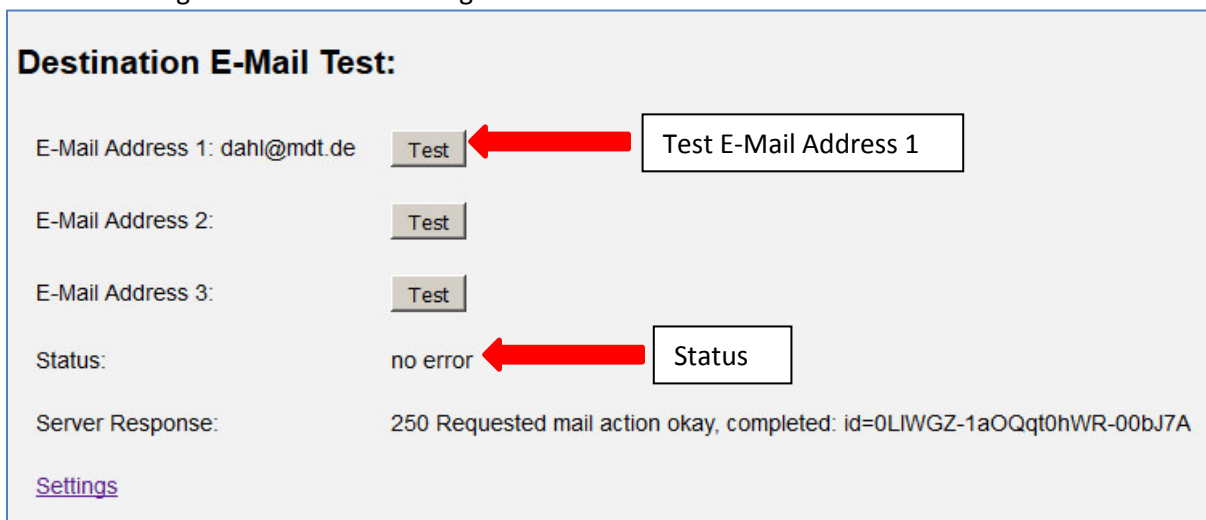 Destination E-Mail Test:
E-Mail Address 1: dahl@mdt.de Test Test E-Mail Address 1
E-Mail Address 2: Test
E-Mail Address 3: Test
Status: no error Status
Server Response: 250 Requested mail action okay, completed: id=0LlWGZ-1aOQqt0hWR-00bJ7A
Settings